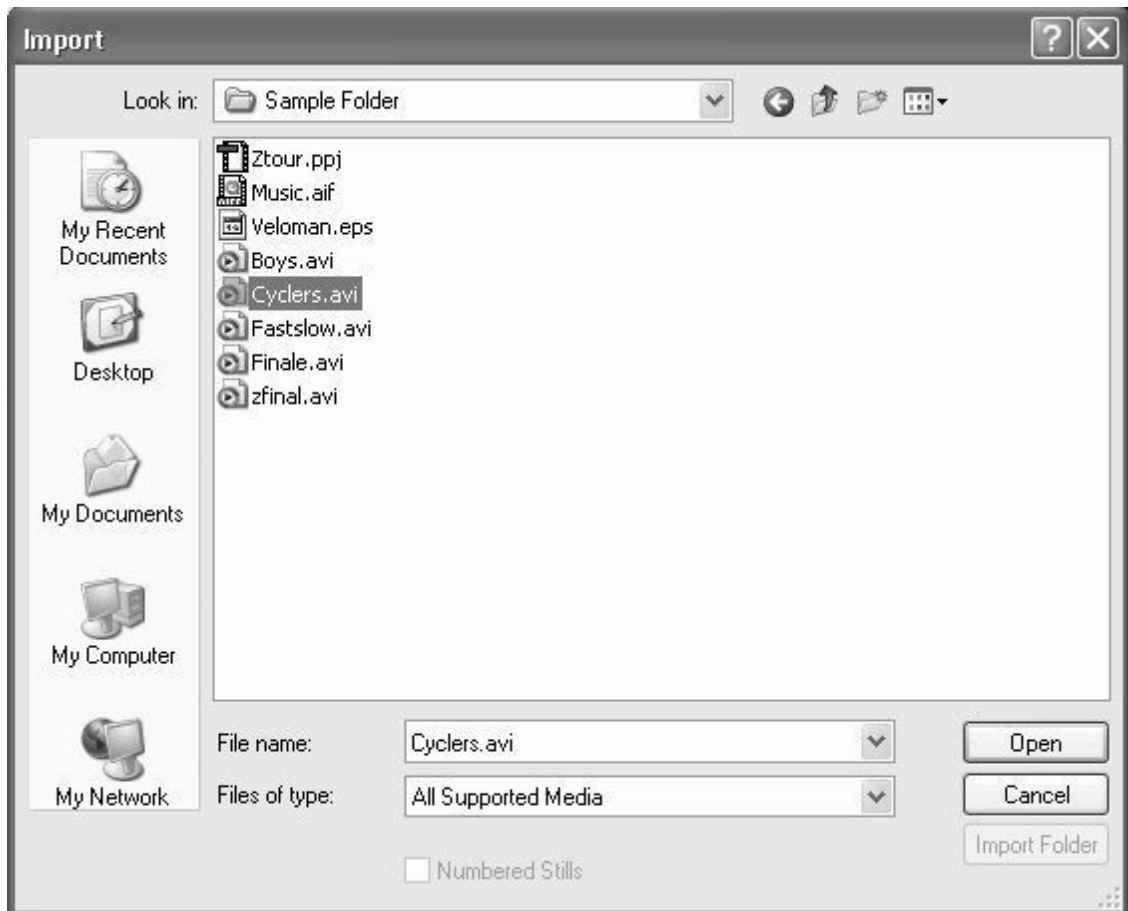 Import
Look in: Sample Folder
My Recent
Documents
Desktop
My Documents
My Computer
My Network
Ztour.ppj
Music.aif
Veloman.eps
Boys.avi
Cyclers.avi
Fastslow.avi
Finale.avi
zfinal.avi
File name: Cyclers.avi Open
Files of type: All Supported Media Cancel
Import Folder
Numbered Stills